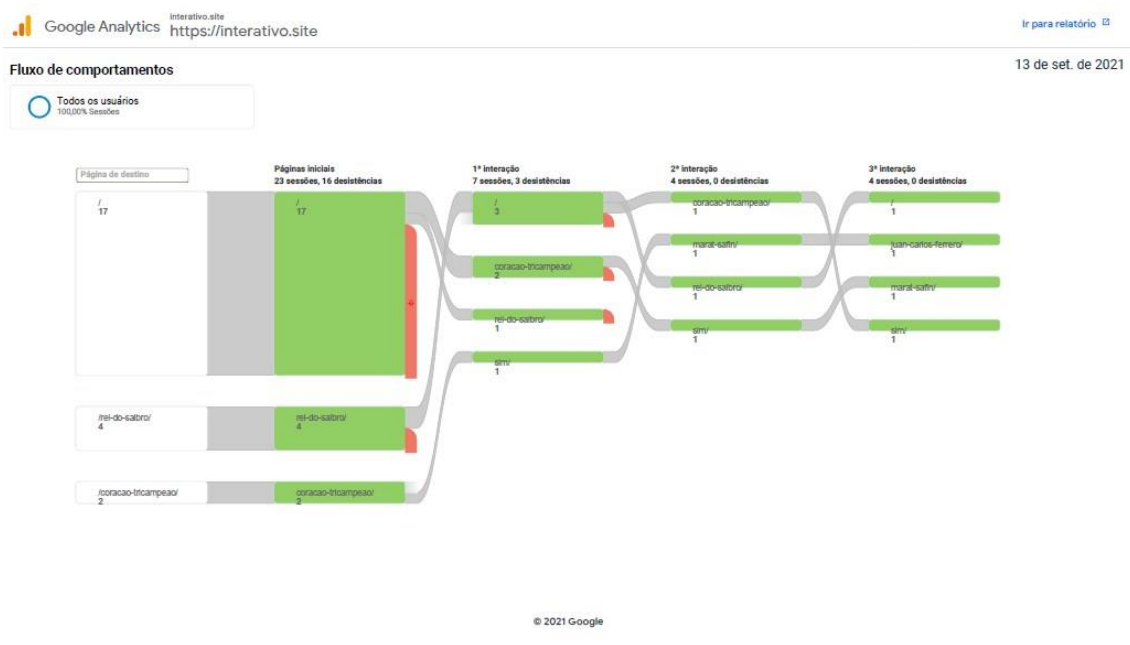 Google Analytics
interativo.site
https://interativo.site
Ir para relatório
Fluxo de comportamentos
13 de set. de 2021
Todos os usuários
100,00% Sessões
Página de destino
/
17
/rei-do-saibro/
4
/coracao-tricampeao/
2
Páginas iniciais
23 sessões, 16 desistências
/
17
rei-do-saibro/
4
coracao-tricampeao/
2
1ª interação
7 sessões, 3 desistências
/
3
coracao-tricampeao/
2
rei-do-saibro/
1
sim/
1
2ª interação
4 sessões, 0 desistências
coracao-tricampeao/
1
marat-safin/
1
rei-do-saibro/
1
sim/
1
3ª interação
4 sessões, 0 desistências
/
1
juan-carlos-ferrero/
1
marat-safin/
1
sim/
1
© 2021 Google